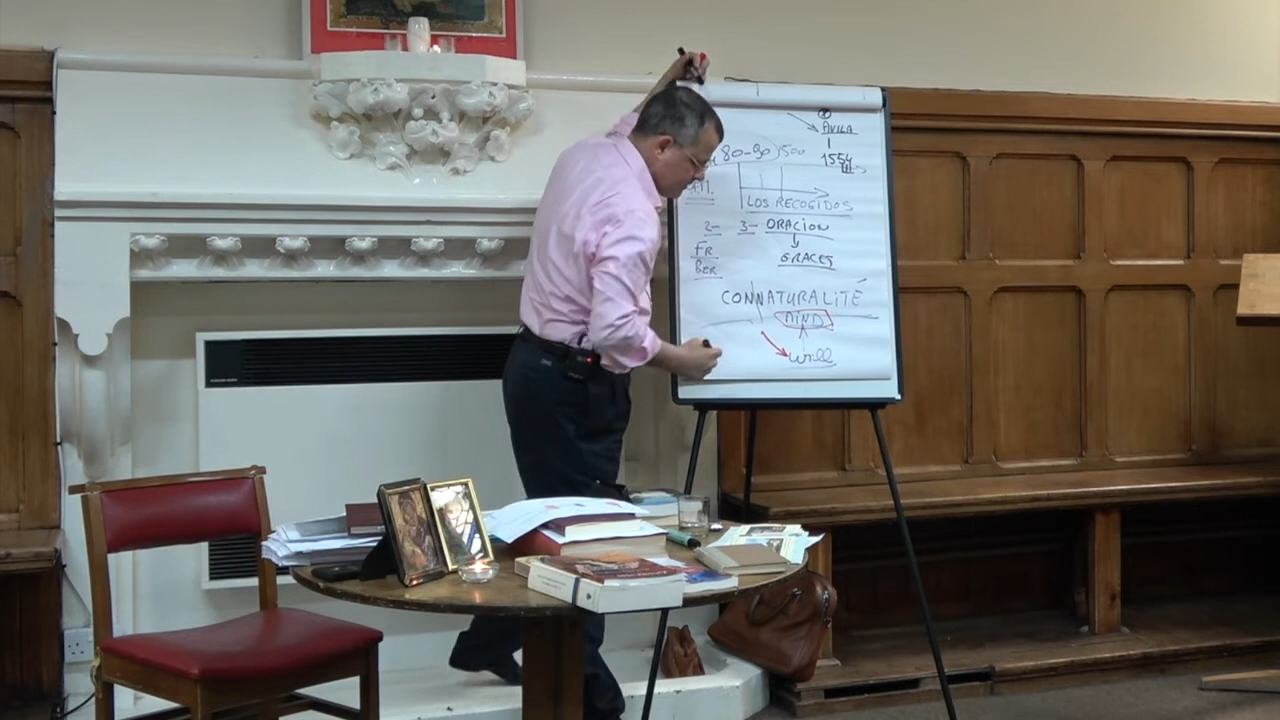 AVILA
80-90 500
1554
LOS RECOGIDOS
2- 3- ORACION
FR
GRACES
BER
CONNATURALITÉ
MIND
will